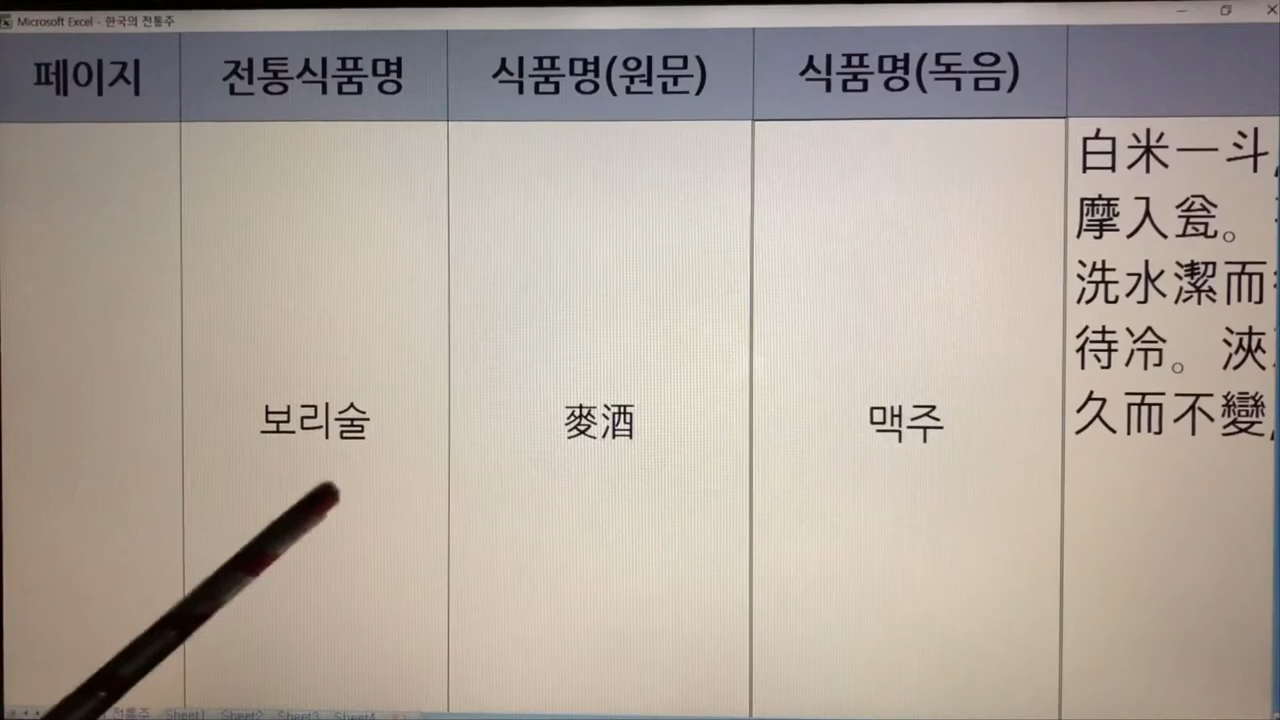 Microsoft Excel - 한국의 전통주
페이지 전통식품명 식품명(원문) 식품명(독음)
보리술 麥酒 맥주
白米一斗
摩入瓮。
洗水潔而
待冷。浹
久而不變
전통주 Sheet1 Sheet2 Sheet3 Sheet4